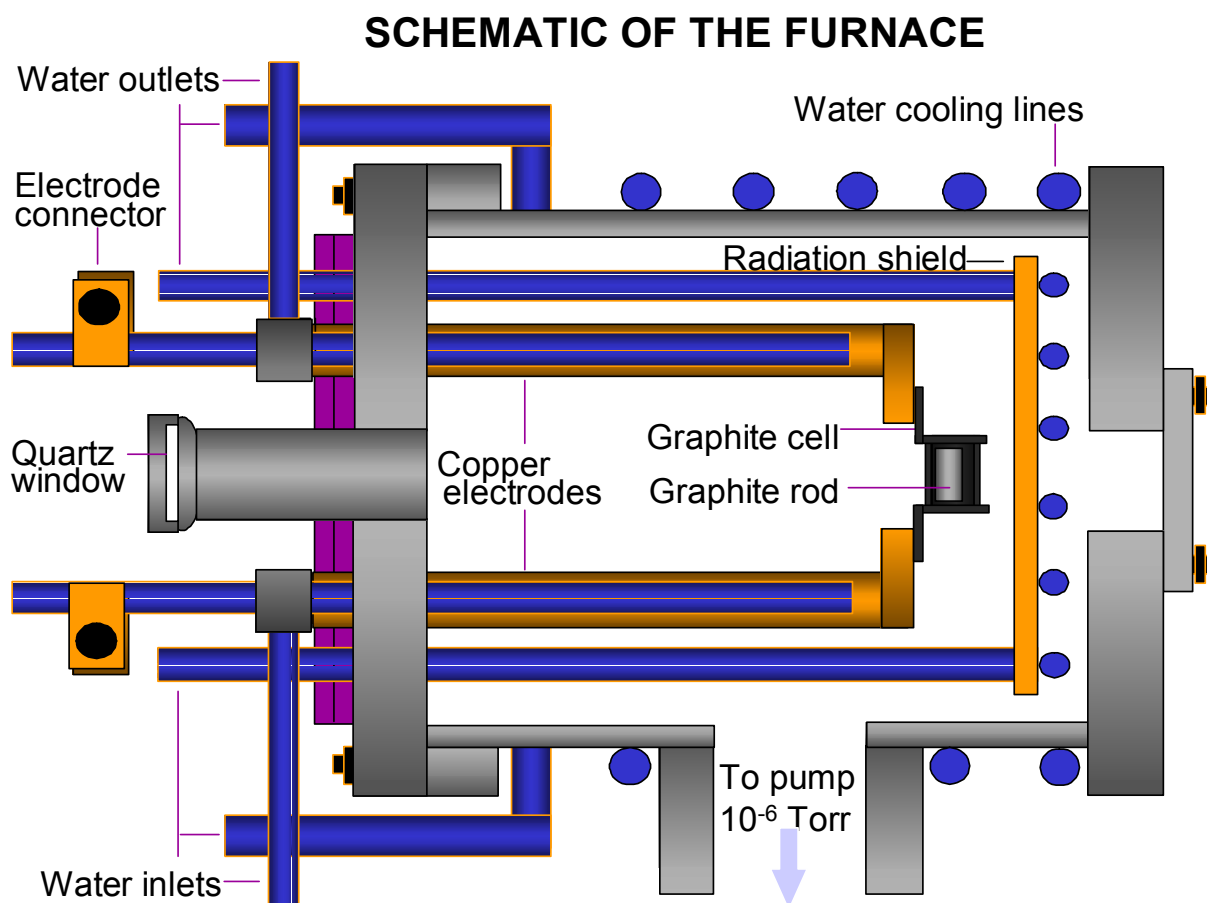 SCHEMATIC OF THE FURNACE
Water outlets
Water cooling lines
Electrode
connector
Radiation shield
Quartz
window
Copper
electrodes
Graphite cell
Graphite rod
To pump
10⁻⁶ Torr
Water inlets